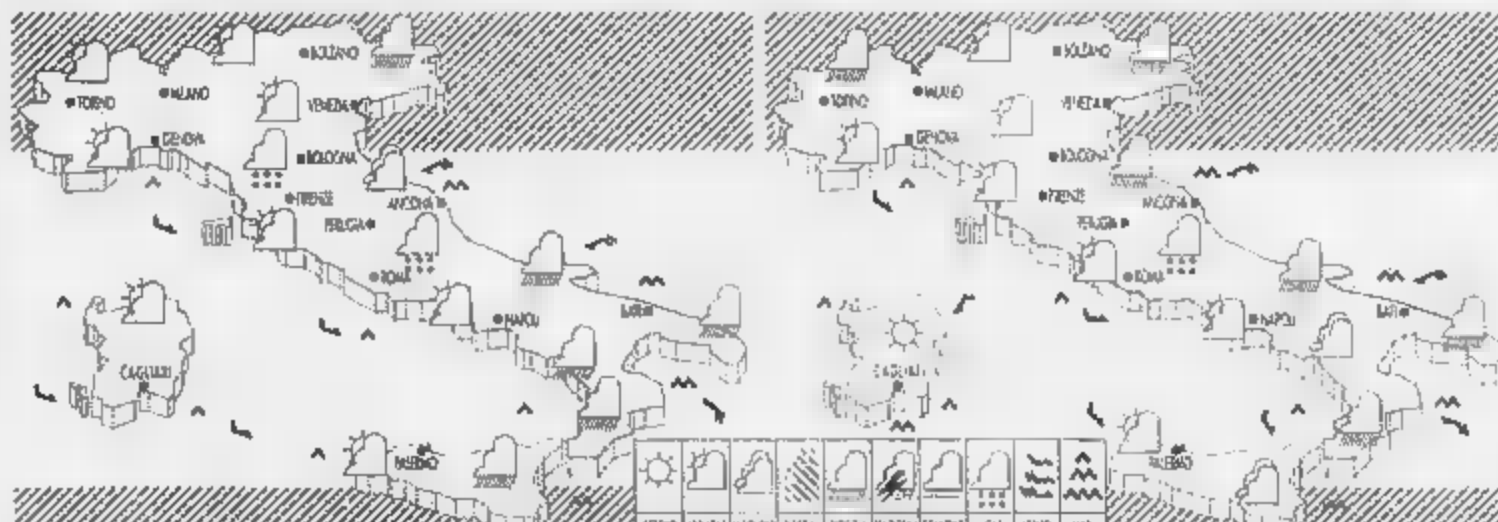 BOLZANO
TORINO
MILANO
VENEZIA
GENOVA
BOLOGNA
FIRENZE
ANCONA
PERUGIA
ROMA
NAPOLI
BARI
CAGLIARI
PALERMO
BOLZANO
TORINO
MILANO
VENEZIA
GENOVA
BOLOGNA
FIRENZE
ANCONA
PERUGIA
ROMA
NAPOLI
BARI
CAGLIARI
PALERMO